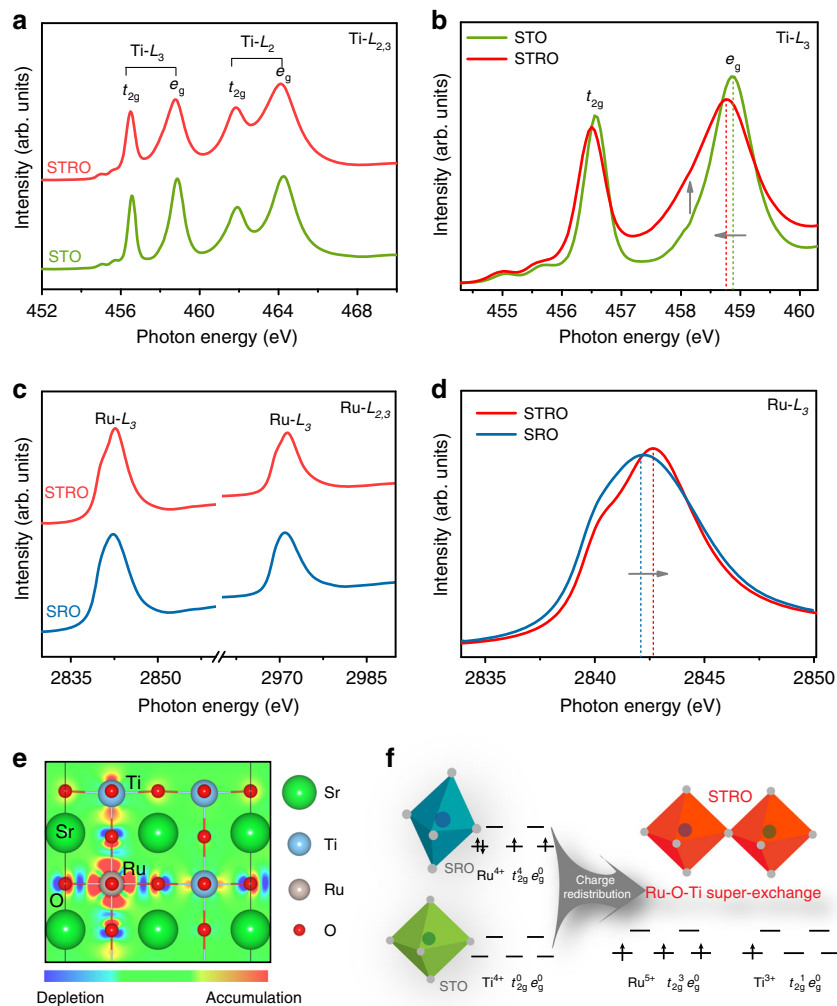 a
Ti-L3
Ti-L2
Ti-L2,3
t2g
eg
t2g
eg
STRO
STO
Intensity (arb. units)
452 456 460 464 468
Photon energy (eV)
b
STO
STRO
Ti-L3
t2g
eg
Intensity (arb. units)
455 456 457 458 459 460
Photon energy (eV)
c
Ru-L3
Ru-L3
Ru-L2,3
STRO
SRO
Intensity (arb. units)
2835 2850 2970 2985
Photon energy (eV)
d
STRO
SRO
Ru-L3
Intensity (arb. units)
2835 2840 2845 2850
Photon energy (eV)
e
Ti
Sr
Ru
O
Sr
Ti
Ru
O
Depletion
Accumulation
f
SRO
Ru4+ t2g4 eg0
STO
Ti4+ t2g0 eg0
Charge
redistribution
STRO
Ru-O-Ti super-exchange
Ru5+ t2g3 eg0
Ti3+ t2g1 eg0